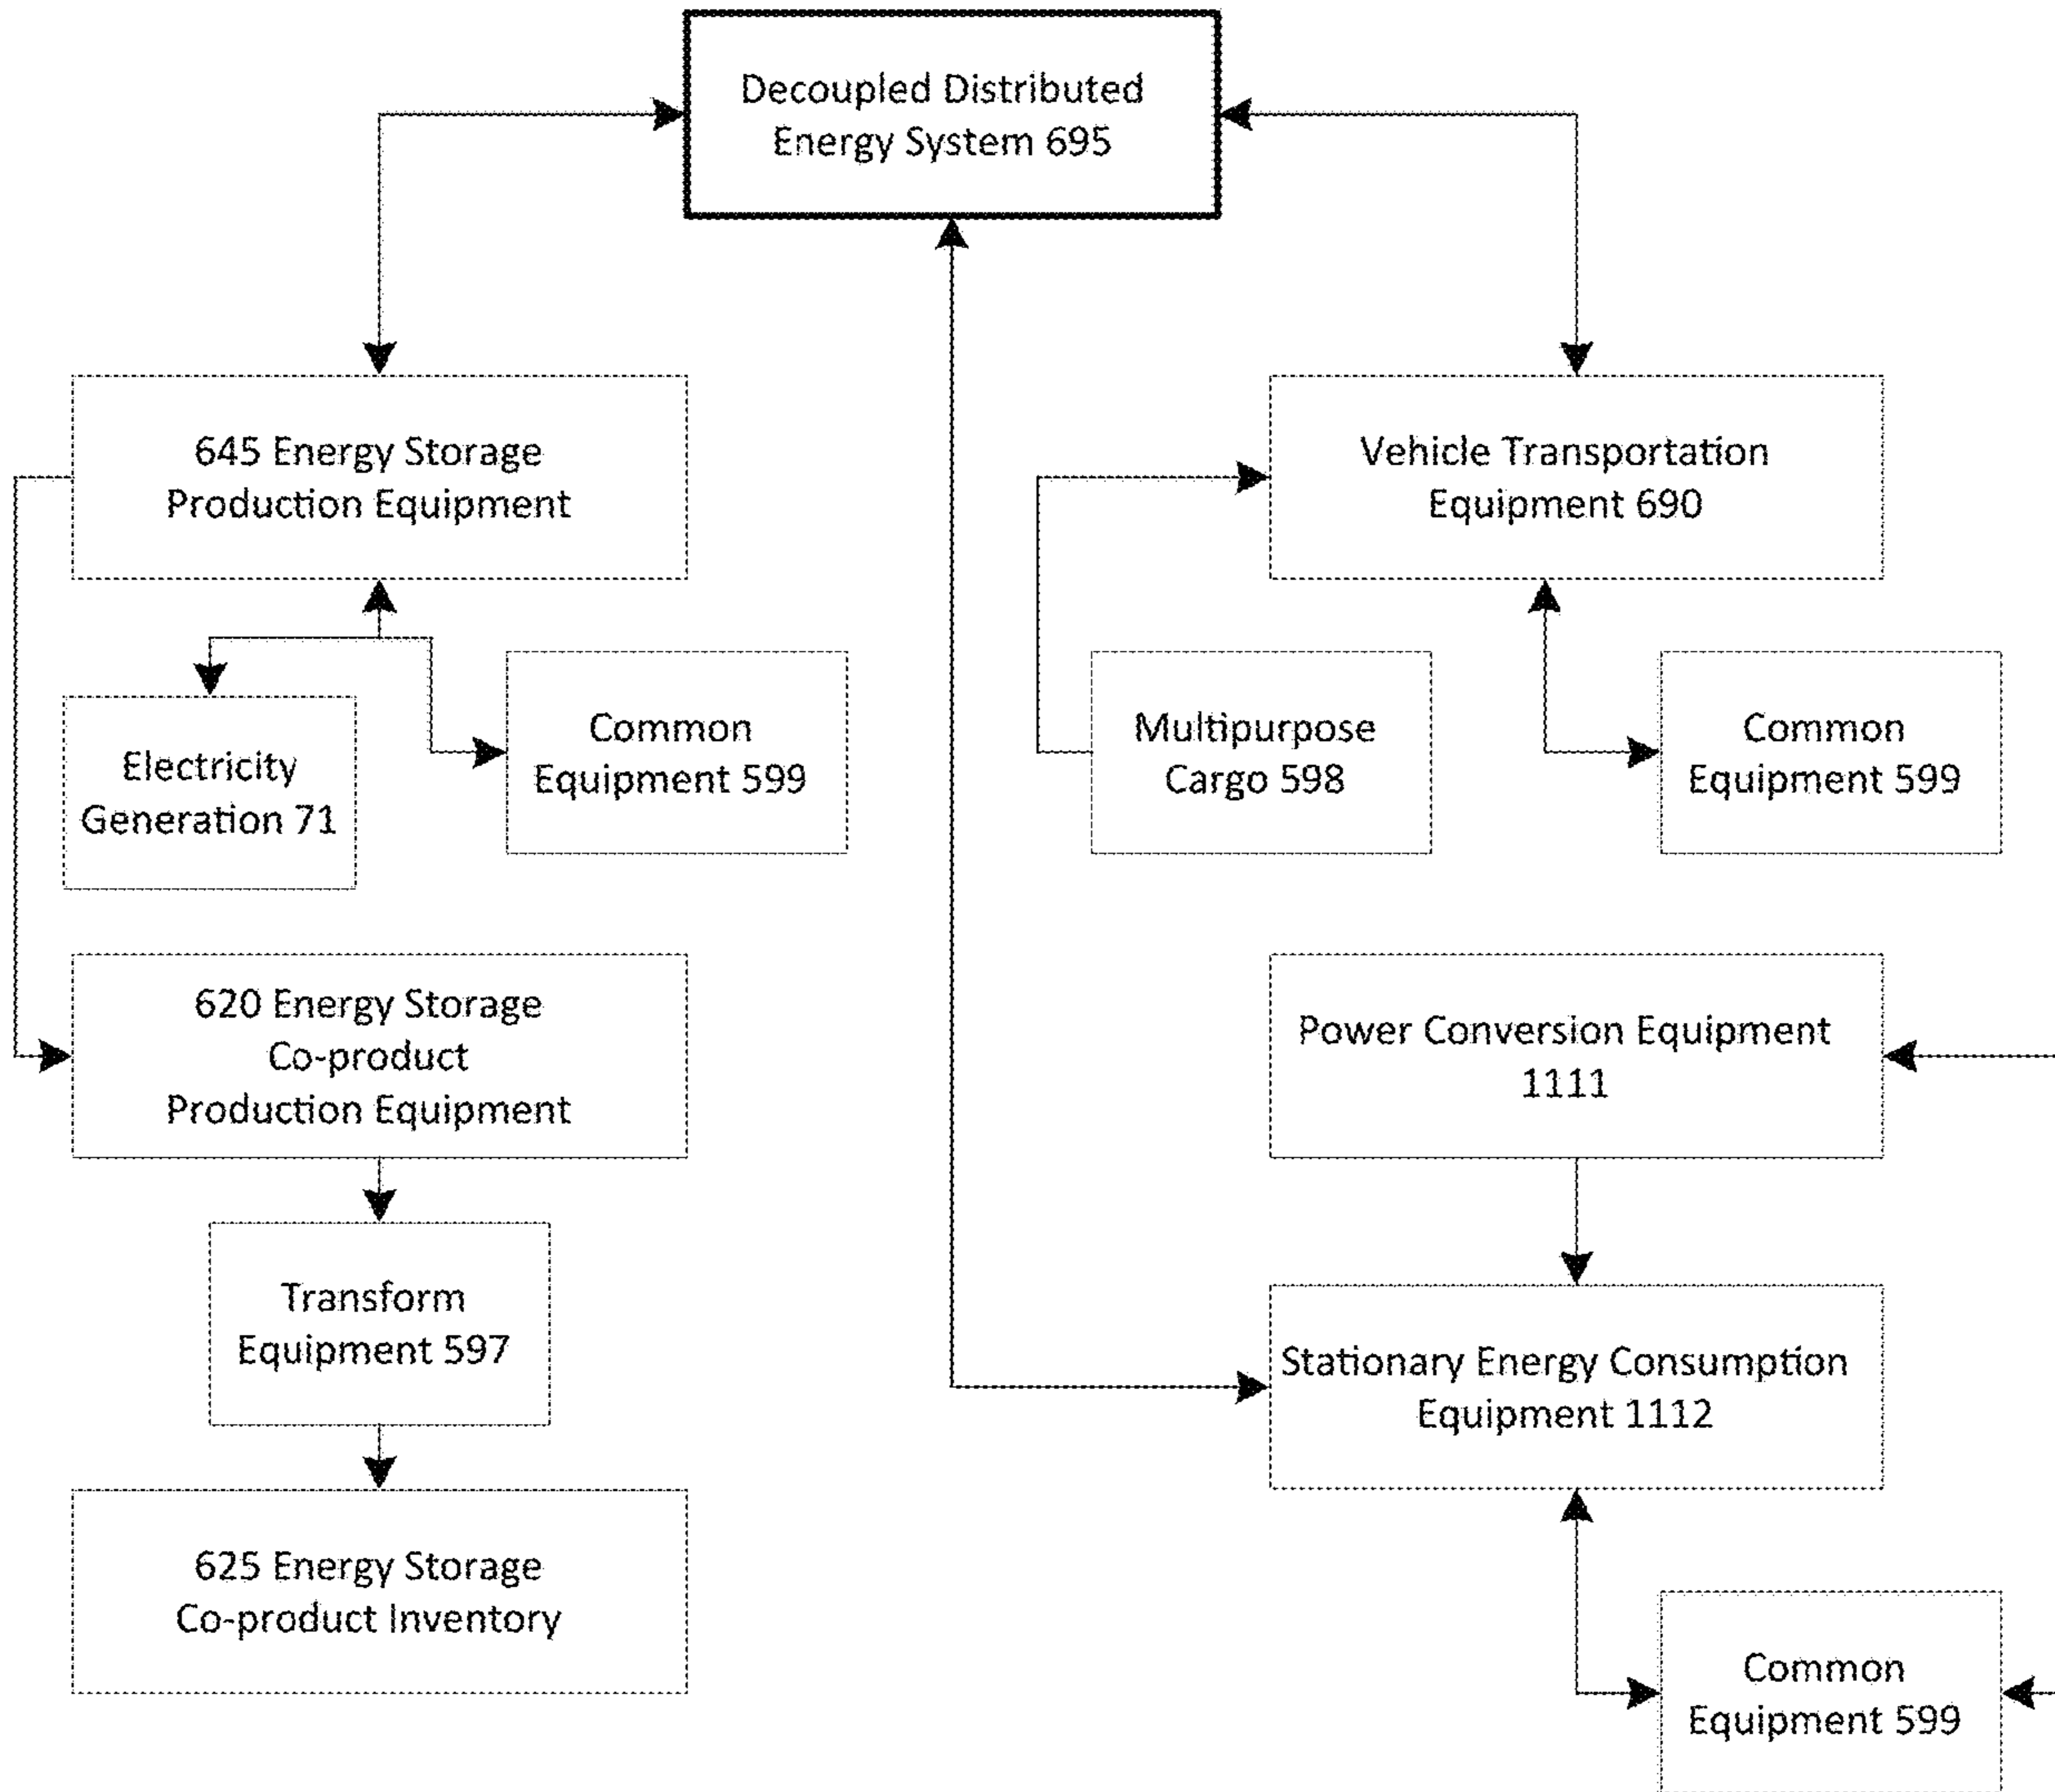 Decoupled Distributed
Energy System 695
645 Energy Storage
Production Equipment
Vehicle Transportation
Equipment 690
Electricity
Generation 71
Common
Equipment 599
Multipurpose
Cargo 598
Common
Equipment 599
620 Energy Storage
Co-product
Production Equipment
Power Conversion Equipment
1111
Transform
Equipment 597
Stationary Energy Consumption
Equipment 1112
625 Energy Storage
Co-product Inventory
Common
Equipment 599